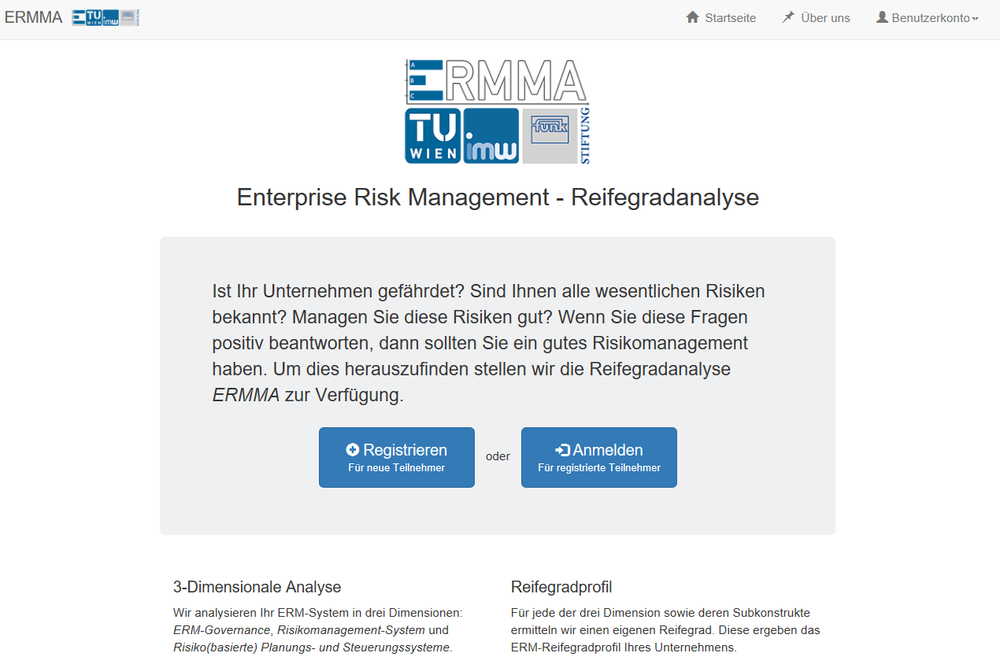 ERMMA
TU
WIEN
imw
Startseite
Über uns
Benutzerkonto
A
B
C
ERMMA
TU
WIEN
imw
funk
STIFTUNG
Enterprise Risk Management - Reifegradanalyse
Ist Ihr Unternehmen gefährdet? Sind Ihnen alle wesentlichen Risiken
bekannt? Managen Sie diese Risiken gut? Wenn Sie diese Fragen
positiv beantworten, dann sollten Sie ein gutes Risikomanagement
haben. Um dies herauszufinden stellen wir die Reifegradanalyse
ERMMA zur Verfügung.
Registrieren
Für neue Teilnehmer
oder
Anmelden
Für registrierte Teilnehmer
3-Dimensionale Analyse
Wir analysieren Ihr ERM-System in drei Dimensionen:
ERM-Governance, Risikomanagement-System und
Risiko(basierte) Planungs- und Steuerungssysteme.
Reifegradprofil
Für jede der drei Dimension sowie deren Subkonstrukte
ermitteln wir einen eigenen Reifegrad. Diese ergeben das
ERM-Reifegradprofil Ihres Unternehmens.